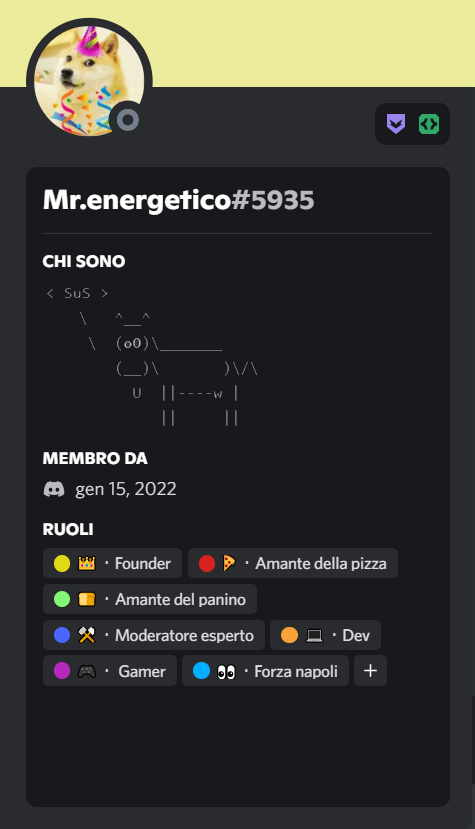 Mr.energetico#5935
CHI SONO
< SuS >
    \   ^__^
     \  (o0)\_______
        (__)\       )\/\
          U  ||----w |
             ||     ||
MEMBRO DA
gen 15, 2022
RUOLI
👑 · Founder 🍕 · Amante della pizza
🍞 · Amante del panino
⚒ · Moderatore esperto 💻 · Dev
🎮 · Gamer 👀 · Forza napoli +